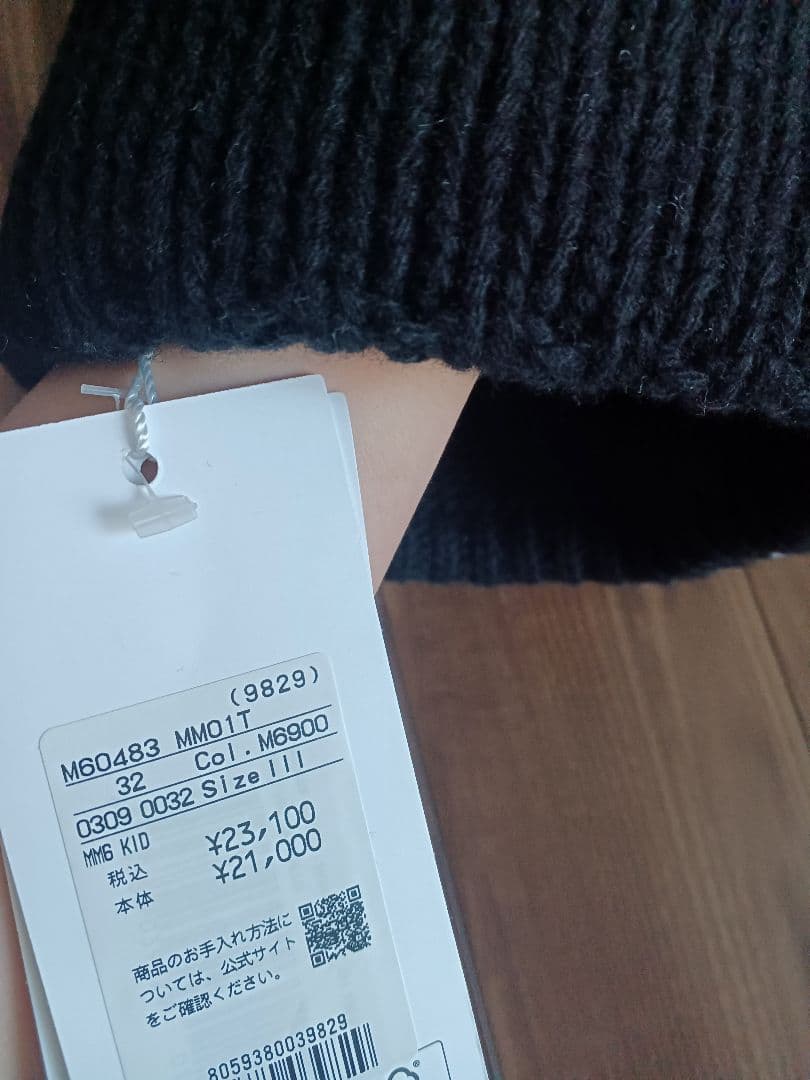 (9829)
M60483 MM01T
32 Col.M6900
0309 0032 Size III
MM6 KID
税込 ¥23,100
本体 ¥21,000
商品のお手入れ方法に
ついては、公式サイト
をご確認ください。
8059380039829
®